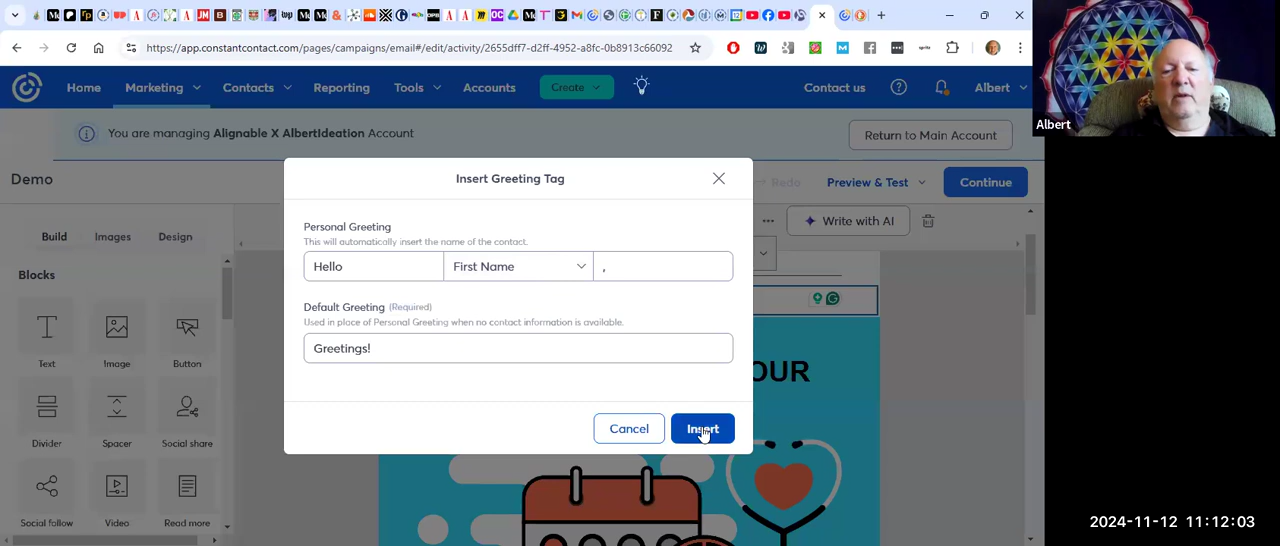 https://app.constantcontact.com/pages/campaigns/email#/edit/activity/2655dff7-d2ff-4952-a8fc-0b8913c66092
Home Marketing Contacts Reporting Tools Accounts Create Contact us Albert
Albert
You are managing Alignable X AlbertIdeation Account
Return to Main Account
Demo
Redo
Preview & Test
Continue
Insert Greeting Tag
Build Images Design
Write with AI
Personal Greeting
This will automatically insert the name of the contact.
Hello First Name ,
Blocks
Default Greeting (Required)
Used in place of Personal Greeting when no contact information is available.
Greetings!
Text Image Button
OUR
Cancel Insert
Divider Spacer Social share
Social follow Video Read more
2024-11-12 11:12:03